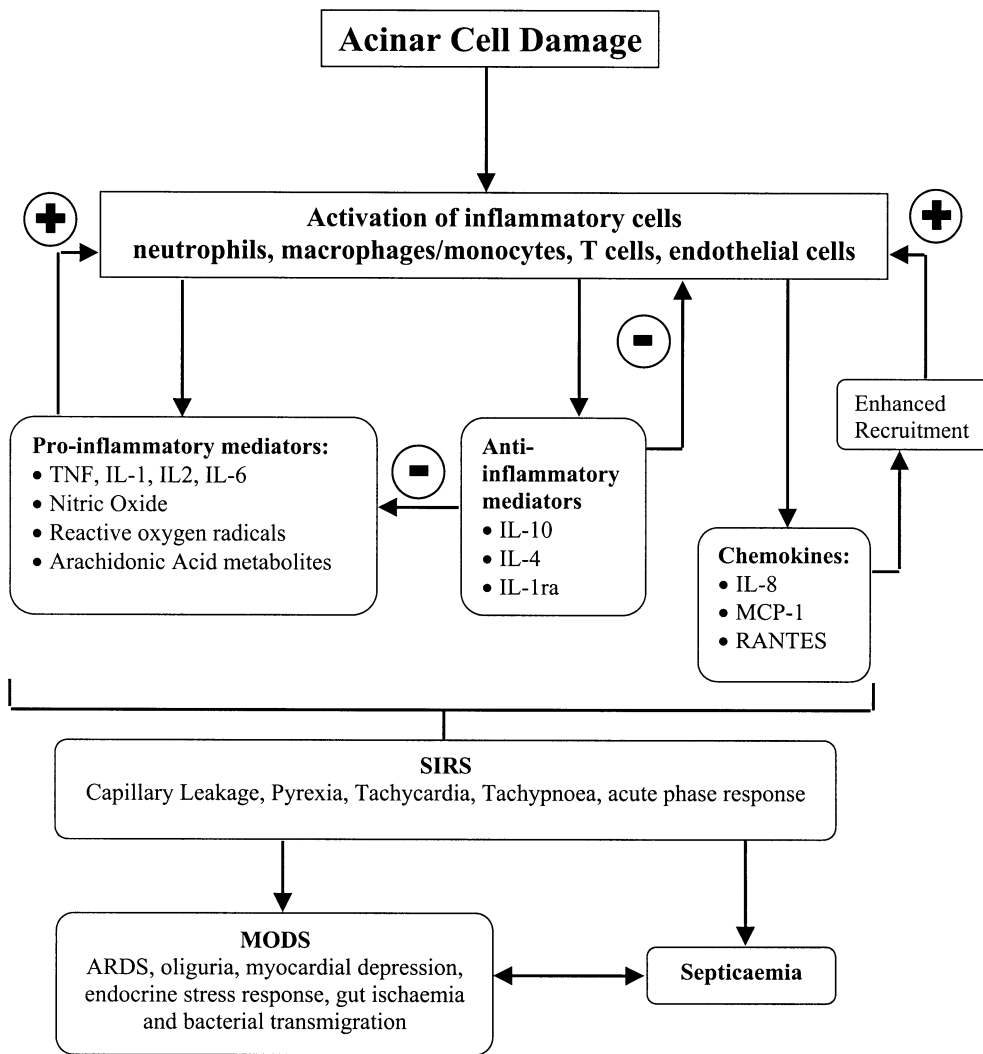 Acinar Cell Damage
+
+
Activation of inflammatory cells
neutrophils, macrophages/monocytes, T cells, endothelial cells
-
Pro-inflammatory mediators:
• TNF, IL-1, IL2, IL-6
• Nitric Oxide
• Reactive oxygen radicals
• Arachidonic Acid metabolites
-
Anti-
inflammatory
mediators
• IL-10
• IL-4
• IL-1ra
Enhanced
Recruitment
Chemokines:
• IL-8
• MCP-1
• RANTES
SIRS
Capillary Leakage, Pyrexia, Tachycardia, Tachypnoea, acute phase response
MODS
ARDS, oliguria, myocardial depression,
endocrine stress response, gut ischaemia
and bacterial transmigration
Septicaemia